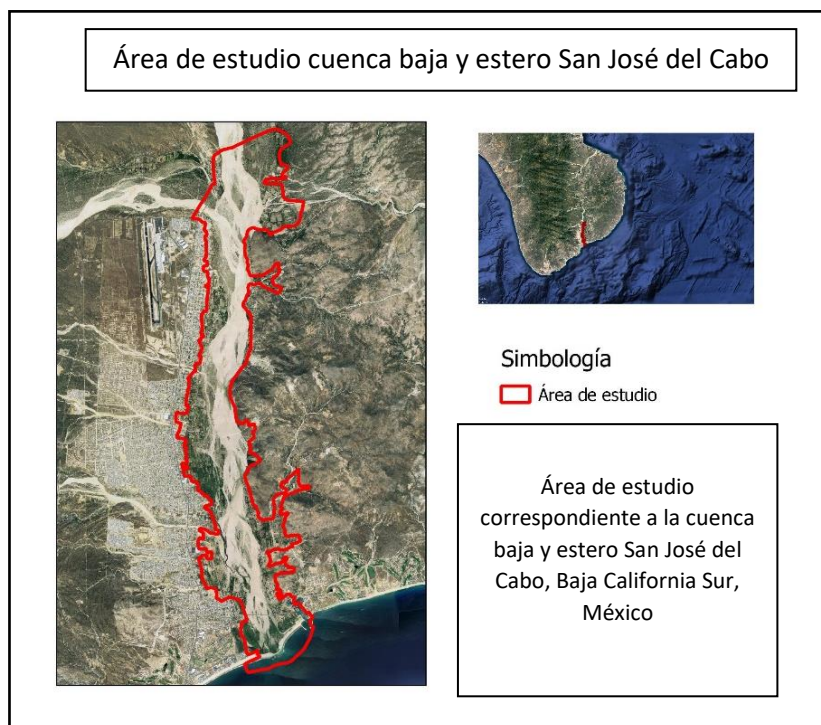 Área de estudio cuenca baja y estero San José del Cabo
Simbología
Área de estudio
Área de estudio
correspondiente a la cuenca
baja y estero San José del
Cabo, Baja California Sur,
México